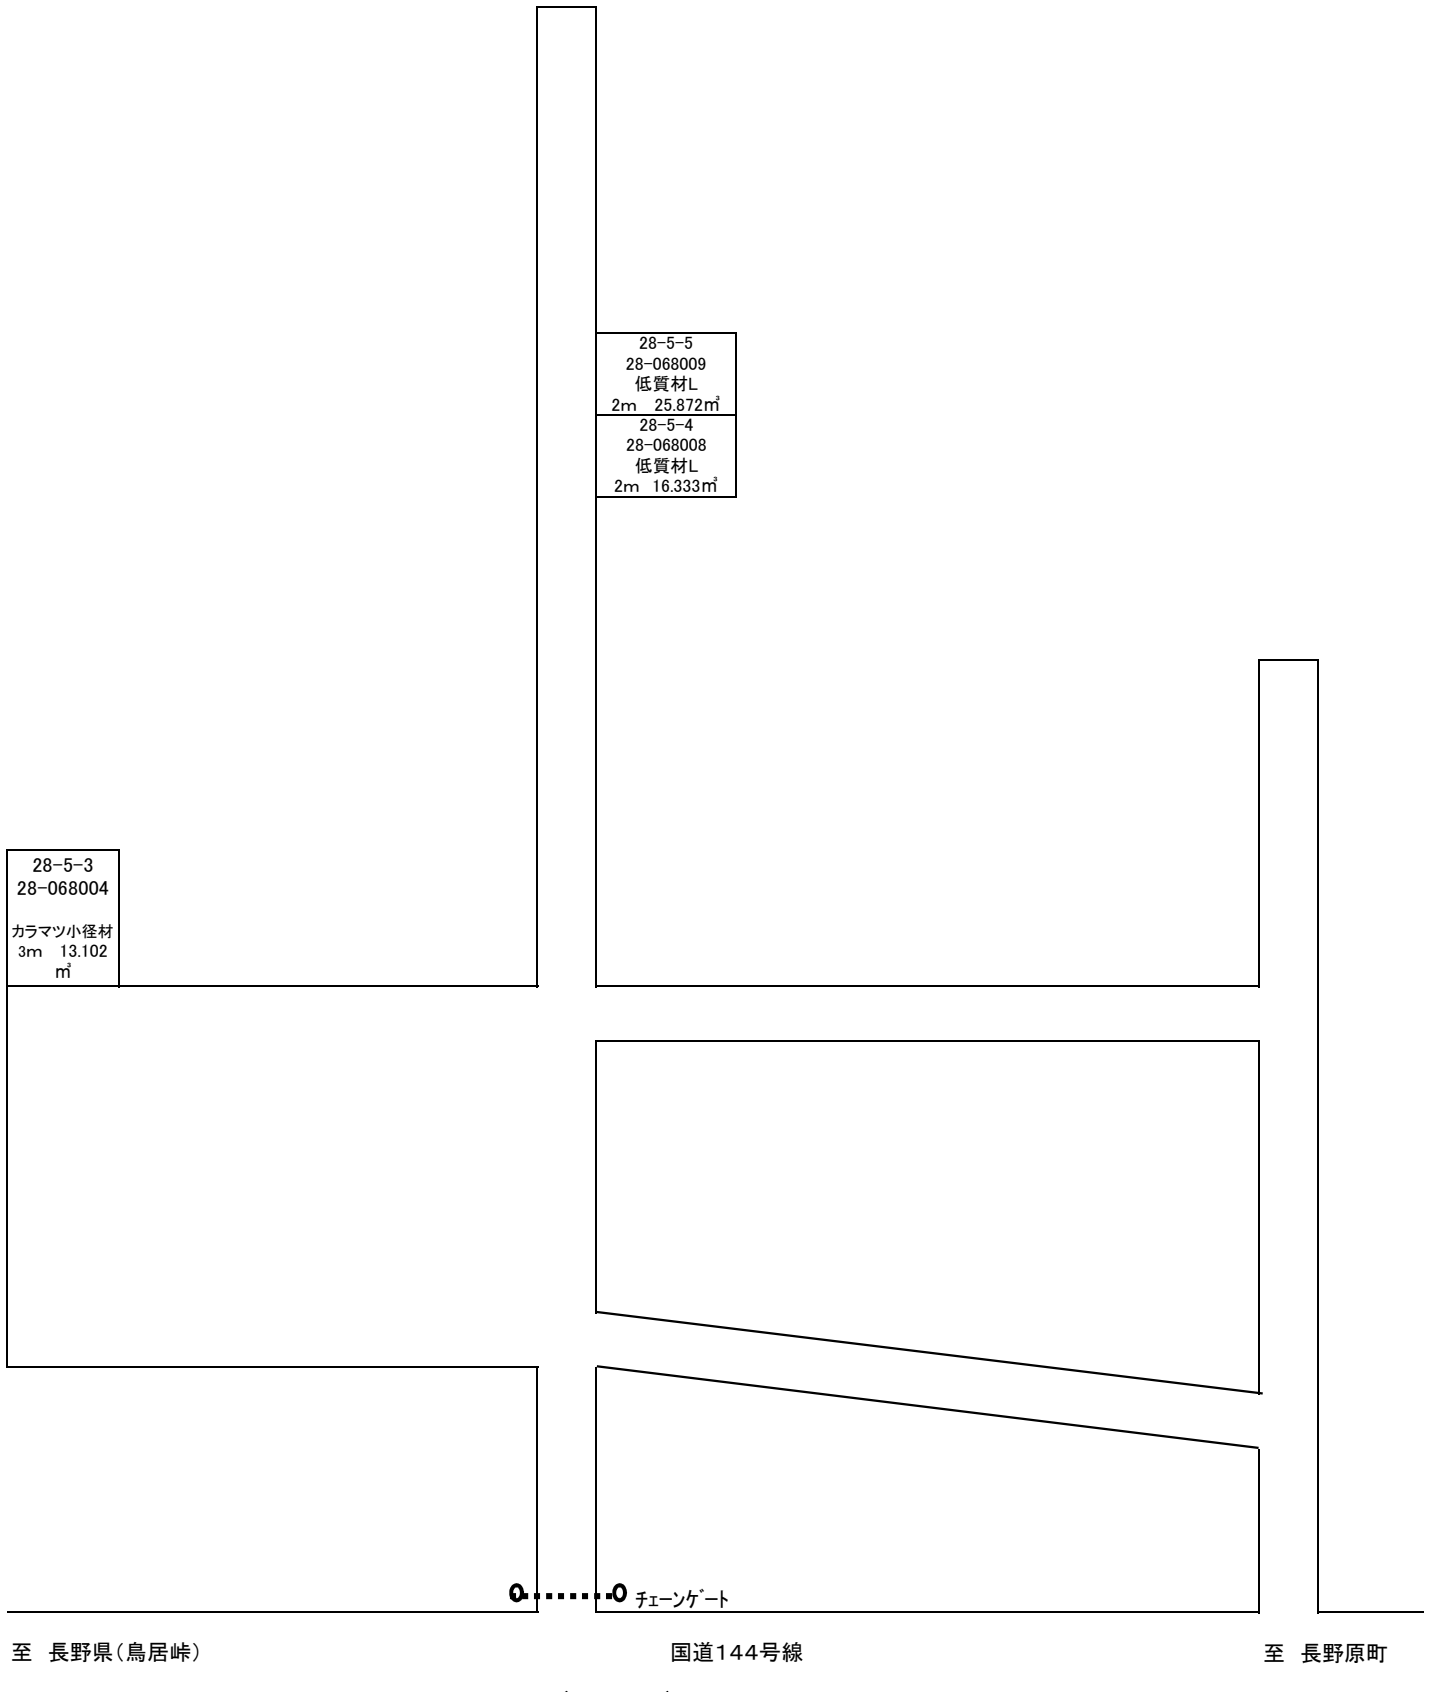 28-5-5
28-068009
低質材L
2m　25.872㎥
28-5-4
28-068008
低質材L
2m　16.333㎥
28-5-3
28-068004
カラマツ小径材
3m　13.102
㎥
ﾁｪｰﾝｹﾞｰﾄ
至　長野県(鳥居峠)
国道144号線
至　長野原町